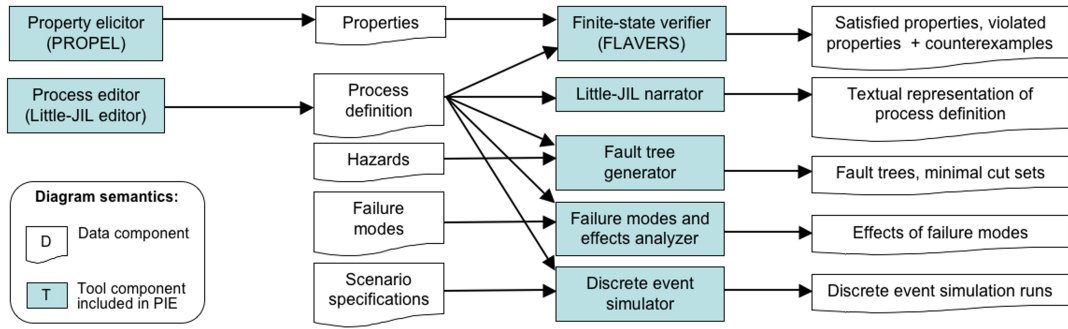 Property elicitor
(PROPEL)
Properties
Finite-state verifier
(FLAVERS)
Satisfied properties, violated
properties + counterexamples
Process editor
(Little-JIL editor)
Process
definition
Little-JIL narrator
Textual representation of
process definition
Hazards
Fault tree
generator
Fault trees, minimal cut sets
Failure
modes
Failure modes and
effects analyzer
Effects of failure modes
Scenario
specifications
Discrete event
simulator
Discrete event simulation runs
Diagram semantics:
D
Data component
T
Tool component
included in PIE